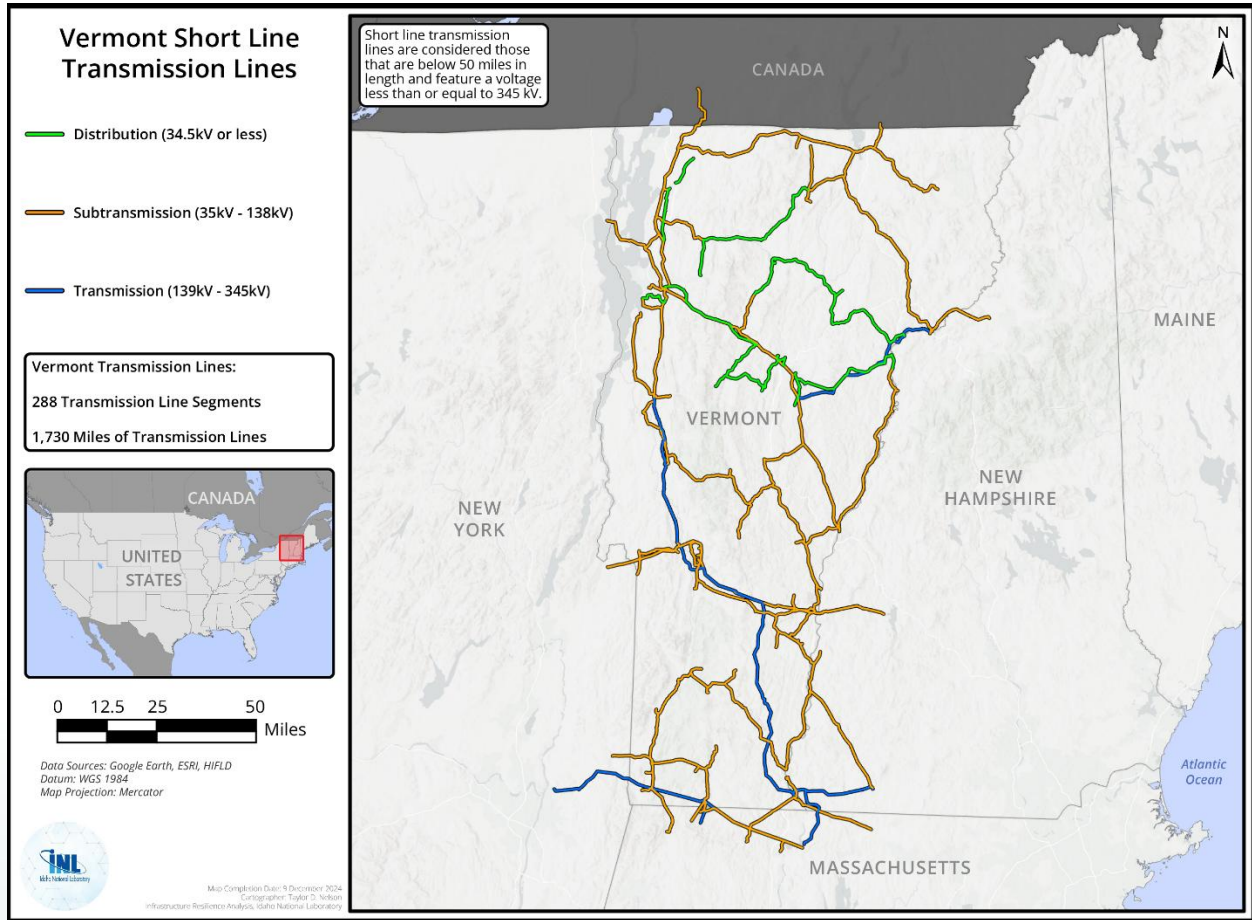 Vermont Short Line
Transmission Lines
Distribution (34.5kV or less)
Subtransmission (35kV - 138kV)
Transmission (139kV - 345kV)
Vermont Transmission Lines:
288 Transmission Line Segments
1,730 Miles of Transmission Lines
CANADA
UNITED
STATES
0 12.5 25 50
Miles
Data Sources: Google Earth, ESRI, HIFLD
Datum: WGS 1984
Map Projection: Mercator
INL
Idaho National Laboratory
Map Completion Date: 9 December 2024
Cartographer: Taylor D. Nelson
Infrastructure Resilience Analysis, Idaho National Laboratory
Short line transmission
lines are considered those
that are below 50 miles in
length and feature a voltage
less than or equal to 345 kV.
CANADA
N
MAINE
VERMONT
NEW
YORK
NEW
HAMPSHIRE
Atlantic
Ocean
MASSACHUSETTS